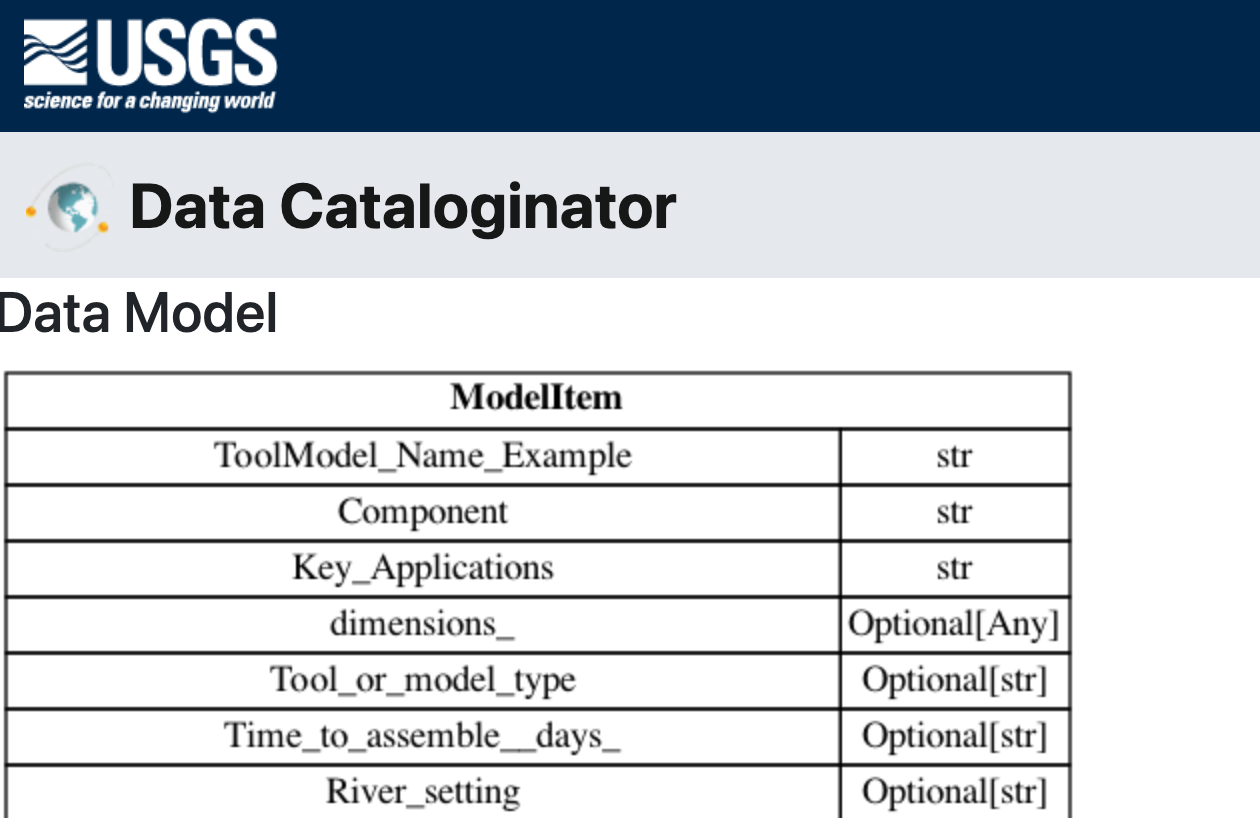 USGS
science for a changing world
Data Cataloginator
Data Model
ModelItem
ToolModel_Name_Example str
Component str
Key_Applications str
dimensions_ Optional[Any]
Tool_or_model_type Optional[str]
Time_to_assemble__days_ Optional[str]
River_setting Optional[str]